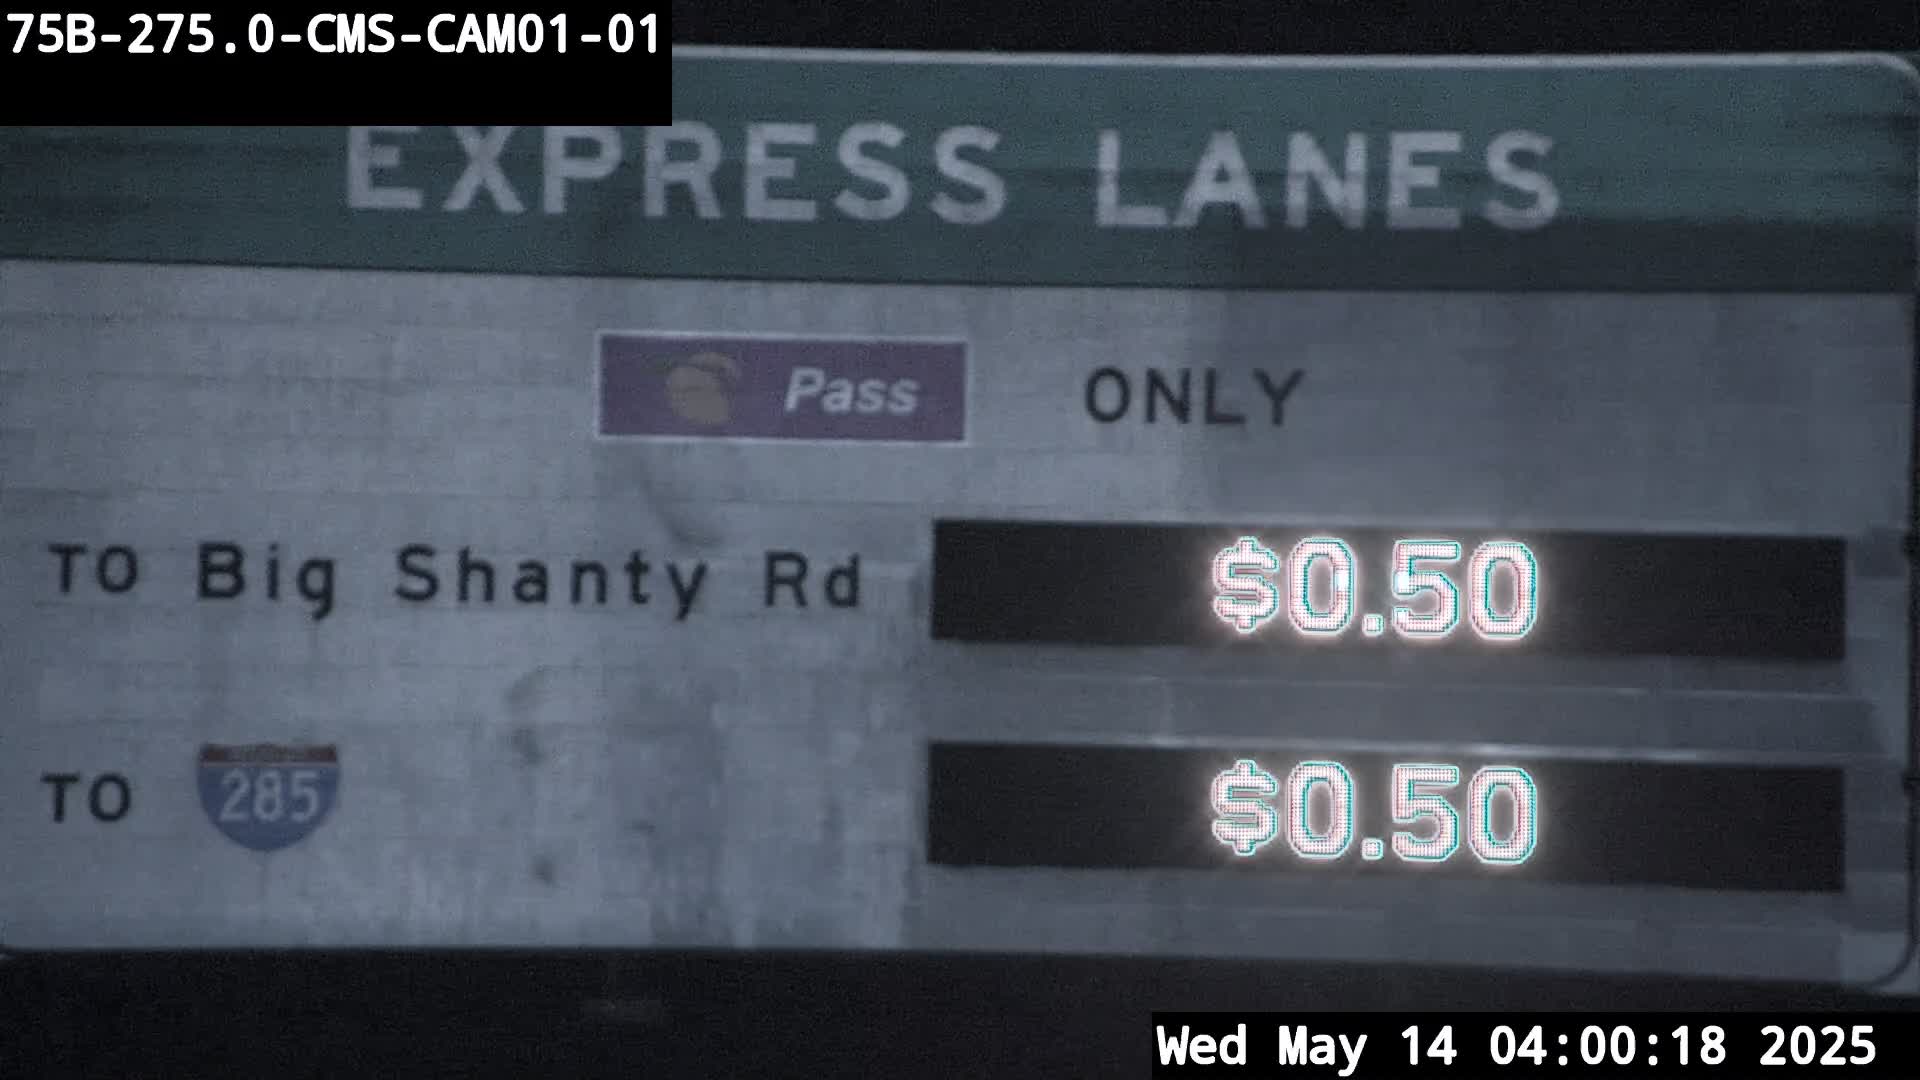 75B-275.0-CMS-CAM01-01
EXPRESS LANES
Pass ONLY
TO Big Shanty Rd $0.50
TO 285 $0.50
Wed May 14 04:00:18 2025